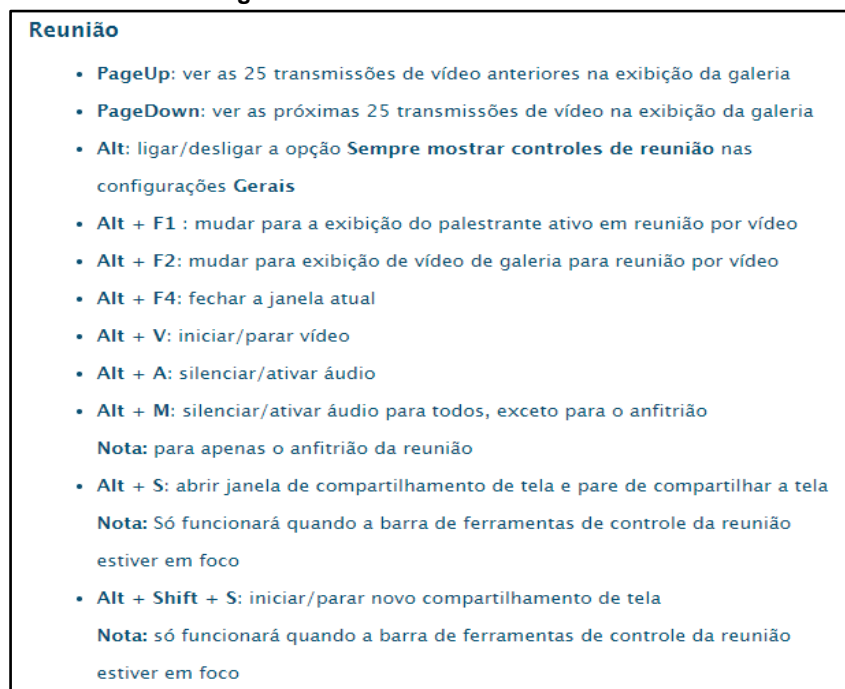 Reunião
• PageUp: ver as 25 transmissões de vídeo anteriores na exibição da galeria
• PageDown: ver as próximas 25 transmissões de vídeo na exibição da galeria
• Alt: ligar/desligar a opção Sempre mostrar controles de reunião nas
configurações Gerais
• Alt + F1 : mudar para a exibição do palestrante ativo em reunião por vídeo
• Alt + F2: mudar para exibição de vídeo de galeria para reunião por vídeo
• Alt + F4: fechar a janela atual
• Alt + V: iniciar/parar vídeo
• Alt + A: silenciar/ativar áudio
• Alt + M: silenciar/ativar áudio para todos, exceto para o anfitrião
Nota: para apenas o anfitrião da reunião
• Alt + S: abrir janela de compartilhamento de tela e pare de compartilhar a tela
Nota: Só funcionará quando a barra de ferramentas de controle da reunião
estiver em foco
• Alt + Shift + S: iniciar/parar novo compartilhamento de tela
Nota: só funcionará quando a barra de ferramentas de controle da reunião
estiver em foco